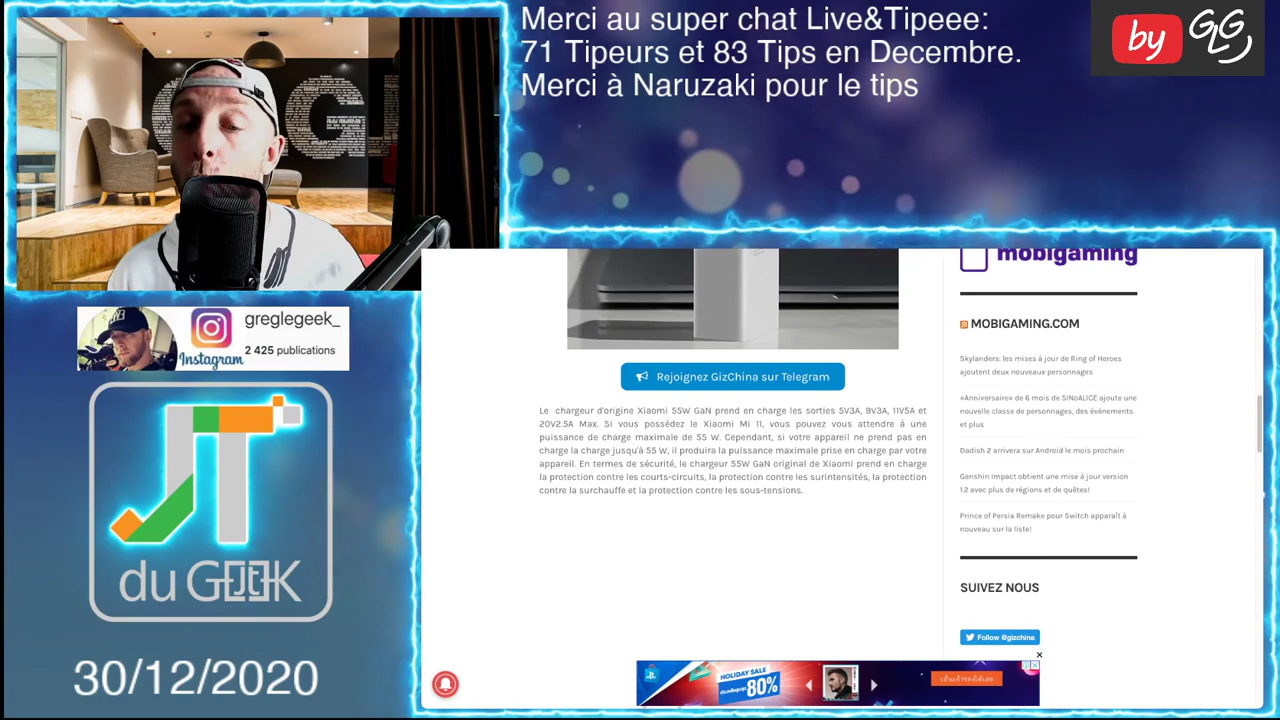 Merci au super chat Live&Tipeee:
71 Tipeurs et 83 Tips en Decembre.
Merci à Naruzaki pour le tips
by GLG
greglegeek_
2 425 publications
Instagram
JT
du GEEK
30/12/2020
mobigaming
MOBIGAMING.COM
Skylanders: les mises à jour de Ring of Heroes
ajoutent deux nouveaux personnages
«Anniversaire» de 6 mois de SINoALICE ajoute une
nouvelle classe de personnages, des événements
et plus
Dadish 2 arrivera sur Android le mois prochain
Genshin Impact obtient une mise à jour version
1.2 avec plus de régions et de quêtes!
Prince of Persia Remake pour Switch apparaît à
nouveau sur la liste!
SUIVEZ NOUS
Follow @gizchina
Rejoignez GizChina sur Telegram
Le chargeur d'origine Xiaomi 55W GaN prend en charge les sorties 5V3A, 9V3A, 11V5A et
20V2.5A Max. Si vous possédez le Xiaomi Mi 11, vous pouvez vous attendre à une
puissance de charge maximale de 55 W. Cependant, si votre appareil ne prend pas en
charge la charge jusqu'à 55 W, il produira la puissance maximale prise en charge par votre
appareil. En termes de sécurité, le chargeur 55W GaN original de Xiaomi prend en charge
la protection contre les courts-circuits, la protection contre les surintensités, la protection
contre la surchauffe et la protection contre les sous-tensions.
HOLIDAY SALE
80%